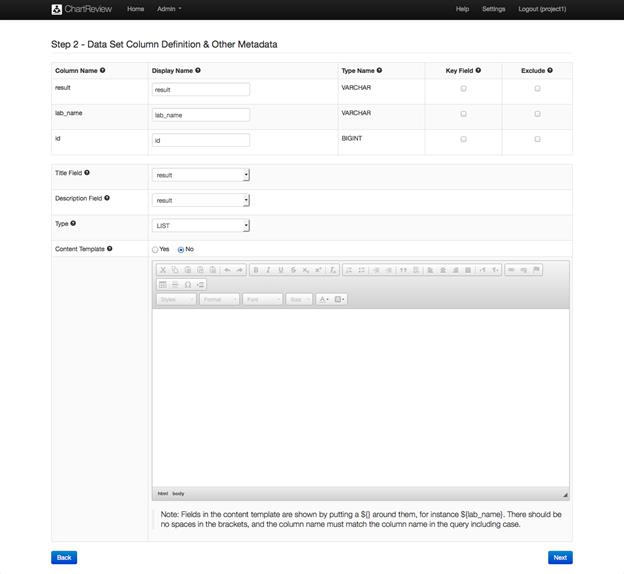 ChartReview Home Admin Help Settings Logout (project1)
Step 2 - Data Set Column Definition & Other Metadata
Column Name Display Name Type Name Key Field Exclude
result result VARCHAR
lab_name lab_name VARCHAR
id id BIGINT
Title Field result
Description Field result
Type LIST
Content Template Yes No
Styles Format Font Size
html body
Note: Fields in the content template are shown by putting a ${} around them, for instance ${lab_name}. There should be
no spaces in the brackets, and the column name must match the column name in the query including case.
Back Next